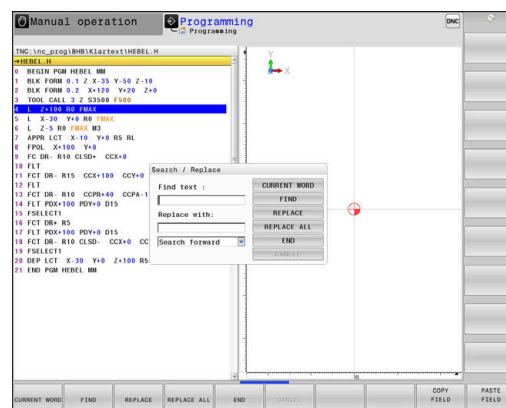 Manual operation
Programming
Programming
DNC
TNC:\nc_prog\BHB\Klartext\HEBEL.H
→HEBEL.H
0 BEGIN PGM HEBEL MM
1 BLK FORM 0.1 Z X-35 Y-50 Z-10
2 BLK FORM 0.2 X+120 Y+20 Z+0
3 TOOL CALL 3 Z S3500 F500
4 L Z+100 R0 FMAX
5 L X-30 Y+0 R0 FMAX
6 L Z-5 R0 FMAX M3
7 APPR LCT X-10 Y+0 R5 RL
8 FPOL X+100 Y+0
9 FC DR- R10 CLSD+ CCX+0
10 FLT
11 FCT DR- R15 CCX+100 CCY+0
12 FLT
13 FCT DR- R10 CCPR+40 CCPA-1
14 FLT PDX+100 PDY+0 D15
15 FSELECT1
16 FCT DR+ R5
17 FLT PDX+100 PDY+0 D15
18 FCT DR- R10 CLSD- CCX+0 CC
19 FSELECT1
20 DEP LCT X-30 Y+0 Z+100 R5
21 END PGM HEBEL MM
Y
X
Search / Replace
Find text :
Replace with:
Search forward
CURRENT WORD
FIND
REPLACE
REPLACE ALL
END
CANCEL
0
CURRENT WORD
FIND
REPLACE
REPLACE ALL
END
CANCEL
COPY
FIELD
PASTE
FIELD